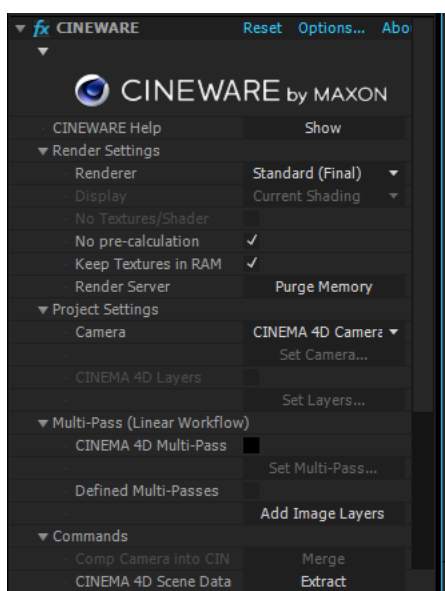 fx CINEWARE Reset Options... Abo
CINEWARE by MAXON
CINEWARE Help Show
Render Settings
Renderer Standard (Final)
Display Current Shading
No Textures/Shader
No pre-calculation
Keep Textures in RAM
Render Server Purge Memory
Project Settings
Camera CINEMA 4D Camera
Set Camera...
CINEMA 4D Layers
Set Layers...
Multi-Pass (Linear Workflow)
CINEMA 4D Multi-Pass
Set Multi-Pass...
Defined Multi-Passes
Add Image Layers
Commands
Comp Camera into CIN Merge
CINEMA 4D Scene Data Extract